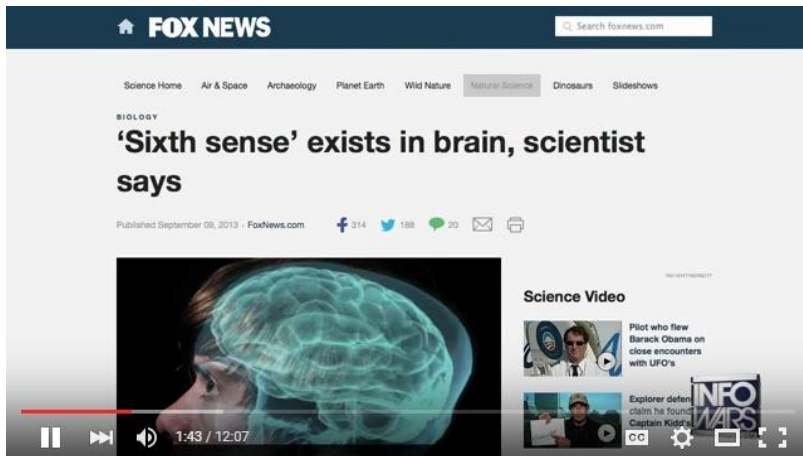 FOX NEWS
Search foxnews.com
Science Home Air & Space Archaeology Planet Earth Wild Nature Natural Science Dinosaurs Slideshows
BIOLOGY
‘Sixth sense’ exists in brain, scientist
says
Published September 09, 2013 - FoxNews.com 314 188 20
ADVERTISEMENT
Science Video
Pilot who flew
Barack Obama on
close encounters
with UFO's
Explorer defen
claim he found
Captain Kidd's
INFO
WARS
1:43 / 12:07
CC